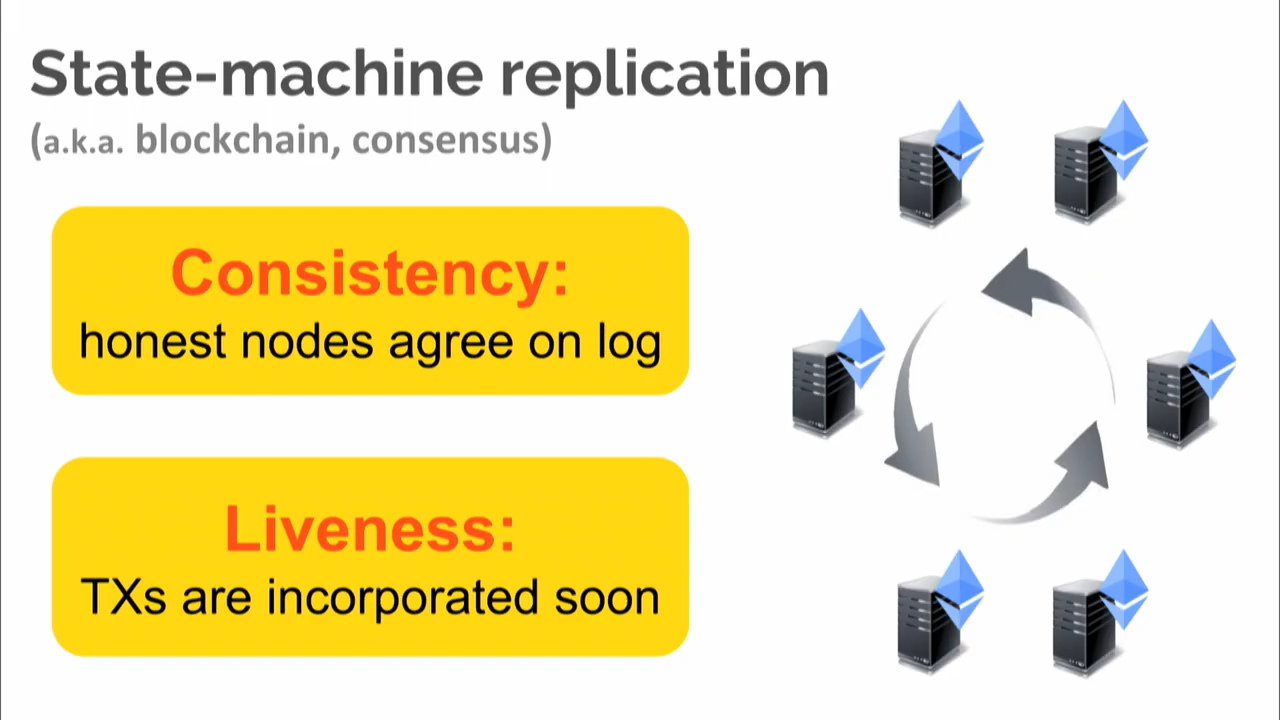 State-machine replication
(a.k.a. blockchain, consensus)
Consistency:
honest nodes agree on log
Liveness:
TXs are incorporated soon